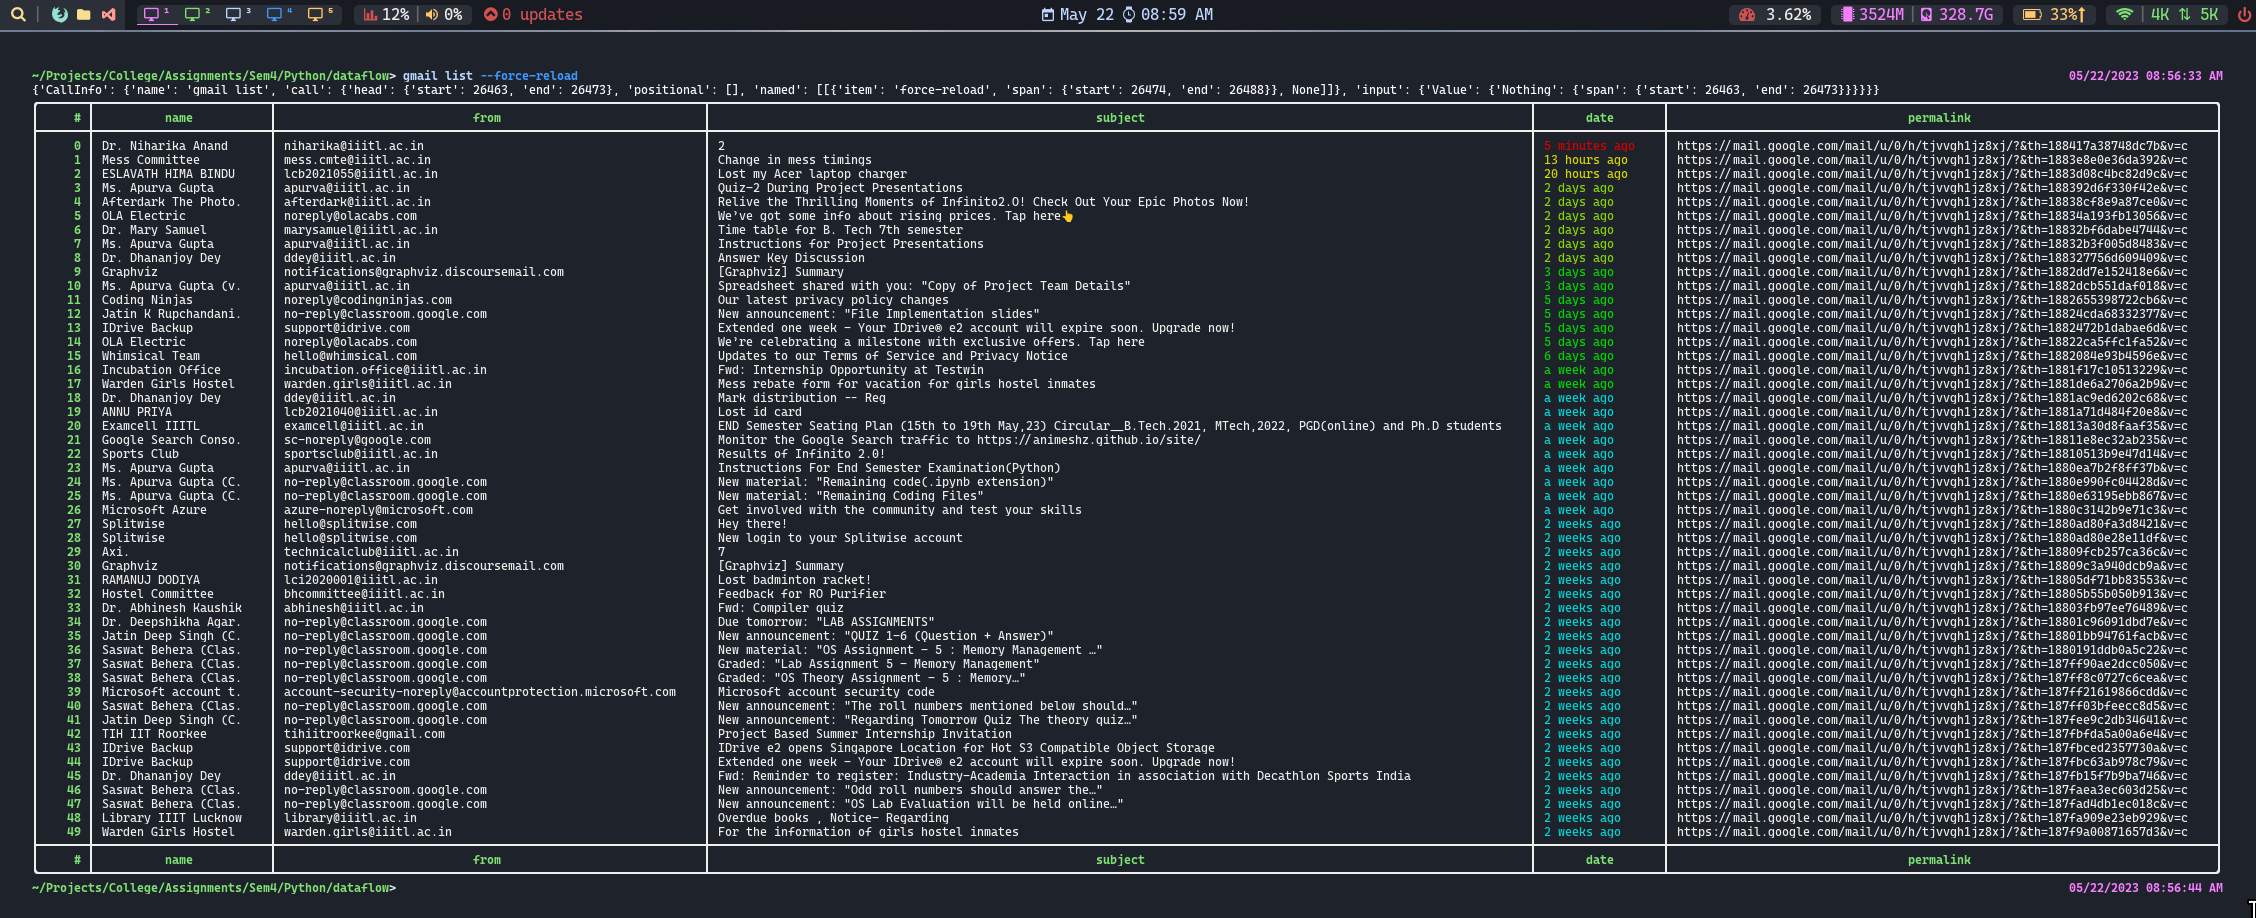 1 2 3 4 5 12% 0% 0 updates May 22 08:59 AM 3.62% 3524M 328.7G 33% 4K 5K
~/Projects/College/Assignments/Sem4/Python/dataflow> gmail list --force-reload 05/22/2023 08:56:33 AM
{'CallInfo': {'name': 'gmail list', 'call': {'head': {'start': 26463, 'end': 26473}, 'positional': [], 'named': [[{'item': 'force-reload', 'span': {'start': 26474, 'end': 26488}}, None]]}, 'input': {'Value': {'Nothing': {'span': {'start': 26463, 'end': 26473}}}}}}
# name from subject date permalink
0 Dr. Niharika Anand niharika@iiitl.ac.in 2 5 minutes ago https://mail.google.com/mail/u/0/h/tjvvgh1jz8xj/?&th=188417a38748dc7b&v=c
1 Mess Committee mess.cmte@iiitl.ac.in Change in mess timings 13 hours ago https://mail.google.com/mail/u/0/h/tjvvgh1jz8xj/?&th=1883e8e0e36da392&v=c
2 ESLAVATH HIMA BINDU lcb2021055@iiitl.ac.in Lost my Acer laptop charger 20 hours ago https://mail.google.com/mail/u/0/h/tjvvgh1jz8xj/?&th=1883d08c4bc82d9c&v=c
3 Ms. Apurva Gupta apurva@iiitl.ac.in Quiz-2 During Project Presentations 2 days ago https://mail.google.com/mail/u/0/h/tjvvgh1jz8xj/?&th=188392d6f330f42e&v=c
4 Afterdark The Photo. afterdark@iiitl.ac.in Relive the Thrilling Moments of Infinito2.0! Check Out Your Epic Photos Now! 2 days ago https://mail.google.com/mail/u/0/h/tjvvgh1jz8xj/?&th=18838cf8e9a87ce0&v=c
5 OLA Electric noreply@olacabs.com We've got some info about rising prices. Tap here👆 2 days ago https://mail.google.com/mail/u/0/h/tjvvgh1jz8xj/?&th=18834a193fb13056&v=c
6 Dr. Mary Samuel marysamuel@iiitl.ac.in Time table for B. Tech 7th semester 2 days ago https://mail.google.com/mail/u/0/h/tjvvgh1jz8xj/?&th=18832bf6dabe4744&v=c
7 Ms. Apurva Gupta apurva@iiitl.ac.in Instructions for Project Presentations 2 days ago https://mail.google.com/mail/u/0/h/tjvvgh1jz8xj/?&th=18832b3f005d8483&v=c
8 Dr. Dhananjoy Dey ddey@iiitl.ac.in Answer Key Discussion 2 days ago https://mail.google.com/mail/u/0/h/tjvvgh1jz8xj/?&th=188327756d609409&v=c
9 Graphviz notifications@graphviz.discoursemail.com [Graphviz] Summary 3 days ago https://mail.google.com/mail/u/0/h/tjvvgh1jz8xj/?&th=1882dd7e152418e6&v=c
10 Ms. Apurva Gupta (v. apurva@iiitl.ac.in Spreadsheet shared with you: "Copy of Project Team Details" 3 days ago https://mail.google.com/mail/u/0/h/tjvvgh1jz8xj/?&th=1882dcb551daf018&v=c
11 Coding Ninjas noreply@codingninjas.com Our latest privacy policy changes 5 days ago https://mail.google.com/mail/u/0/h/tjvvgh1jz8xj/?&th=1882655398722cb6&v=c
12 Jatin K Rupchandani. no-reply@classroom.google.com New announcement: "File Implementation slides" 5 days ago https://mail.google.com/mail/u/0/h/tjvvgh1jz8xj/?&th=18824cda68332377&v=c
13 IDrive Backup support@idrive.com Extended one week - Your IDrive® e2 account will expire soon. Upgrade now! 5 days ago https://mail.google.com/mail/u/0/h/tjvvgh1jz8xj/?&th=1882472b1dabae6d&v=c
14 OLA Electric noreply@olacabs.com We're celebrating a milestone with exclusive offers. Tap here 5 days ago https://mail.google.com/mail/u/0/h/tjvvgh1jz8xj/?&th=18822ca5ffc1fa52&v=c
15 Whimsical Team hello@whimsical.com Updates to our Terms of Service and Privacy Notice 6 days ago https://mail.google.com/mail/u/0/h/tjvvgh1jz8xj/?&th=1882084e93b4596e&v=c
16 Incubation Office incubation.office@iiitl.ac.in Fwd: Internship Opportunity at Testwin a week ago https://mail.google.com/mail/u/0/h/tjvvgh1jz8xj/?&th=1881f17c10513229&v=c
17 Warden Girls Hostel warden.girls@iiitl.ac.in Mess rebate form for vacation for girls hostel inmates a week ago https://mail.google.com/mail/u/0/h/tjvvgh1jz8xj/?&th=1881de6a2706a2b9&v=c
18 Dr. Dhananjoy Dey ddey@iiitl.ac.in Mark distribution -- Reg a week ago https://mail.google.com/mail/u/0/h/tjvvgh1jz8xj/?&th=1881ac9ed6202c68&v=c
19 ANNU PRIYA lcb2021040@iiitl.ac.in Lost id card a week ago https://mail.google.com/mail/u/0/h/tjvvgh1jz8xj/?&th=1881a71d484f20e8&v=c
20 Examcell IIITL examcell@iiitl.ac.in END Semester Seating Plan (15th to 19th May,23) Circular__B.Tech.2021, MTech,2022, PGD(online) and Ph.D students a week ago https://mail.google.com/mail/u/0/h/tjvvgh1jz8xj/?&th=18813a30d8faaf35&v=c
21 Google Search Conso. sc-noreply@google.com Monitor the Google Search traffic to https://animeshz.github.io/site/ a week ago https://mail.google.com/mail/u/0/h/tjvvgh1jz8xj/?&th=18811e8ec32ab235&v=c
22 Sports Club sportsclub@iiitl.ac.in Results of Infinito 2.0! a week ago https://mail.google.com/mail/u/0/h/tjvvgh1jz8xj/?&th=18810513b9e47d14&v=c
23 Ms. Apurva Gupta apurva@iiitl.ac.in Instructions For End Semester Examination(Python) a week ago https://mail.google.com/mail/u/0/h/tjvvgh1jz8xj/?&th=1880ea7b2f8ff37b&v=c
24 Ms. Apurva Gupta (C. no-reply@classroom.google.com New material: "Remaining code(.ipynb extension)" a week ago https://mail.google.com/mail/u/0/h/tjvvgh1jz8xj/?&th=1880e990fc04428d&v=c
25 Ms. Apurva Gupta (C. no-reply@classroom.google.com New material: "Remaining Coding Files" a week ago https://mail.google.com/mail/u/0/h/tjvvgh1jz8xj/?&th=1880e63195ebb867&v=c
26 Microsoft Azure azure-noreply@microsoft.com Get involved with the community and test your skills a week ago https://mail.google.com/mail/u/0/h/tjvvgh1jz8xj/?&th=1880c3142b9e71c3&v=c
27 Splitwise hello@splitwise.com Hey there! 2 weeks ago https://mail.google.com/mail/u/0/h/tjvvgh1jz8xj/?&th=1880ad80fa3d8421&v=c
28 Splitwise hello@splitwise.com New login to your Splitwise account 2 weeks ago https://mail.google.com/mail/u/0/h/tjvvgh1jz8xj/?&th=1880ad80e28e11df&v=c
29 Axi. technicalclub@iiitl.ac.in 7 2 weeks ago https://mail.google.com/mail/u/0/h/tjvvgh1jz8xj/?&th=18809fcb257ca36c&v=c
30 Graphviz notifications@graphviz.discoursemail.com [Graphviz] Summary 2 weeks ago https://mail.google.com/mail/u/0/h/tjvvgh1jz8xj/?&th=18809c3a940dcb9a&v=c
31 RAMANUJ DODIYA lci2020001@iiitl.ac.in Lost badminton racket! 2 weeks ago https://mail.google.com/mail/u/0/h/tjvvgh1jz8xj/?&th=18805df71bb83553&v=c
32 Hostel Committee bhcommittee@iiitl.ac.in Feedback for RO Purifier 2 weeks ago https://mail.google.com/mail/u/0/h/tjvvgh1jz8xj/?&th=18805b55b050b913&v=c
33 Dr. Abhinesh Kaushik abhinesh@iiitl.ac.in Fwd: Compiler quiz 2 weeks ago https://mail.google.com/mail/u/0/h/tjvvgh1jz8xj/?&th=18803fb97ee76489&v=c
34 Dr. Deepshikha Agar. no-reply@classroom.google.com Due tomorrow: "LAB ASSIGNMENTS" 2 weeks ago https://mail.google.com/mail/u/0/h/tjvvgh1jz8xj/?&th=18801c96091dbd7e&v=c
35 Jatin Deep Singh (C. no-reply@classroom.google.com New announcement: "QUIZ 1-6 (Question + Answer)" 2 weeks ago https://mail.google.com/mail/u/0/h/tjvvgh1jz8xj/?&th=18801bb94761facb&v=c
36 Saswat Behera (Clas. no-reply@classroom.google.com New material: "OS Assignment - 5 : Memory Management …" 2 weeks ago https://mail.google.com/mail/u/0/h/tjvvgh1jz8xj/?&th=1880191ddb0a5c22&v=c
37 Saswat Behera (Clas. no-reply@classroom.google.com Graded: "Lab Assignment 5 - Memory Management" 2 weeks ago https://mail.google.com/mail/u/0/h/tjvvgh1jz8xj/?&th=187ff90ae2dcc050&v=c
38 Saswat Behera (Clas. no-reply@classroom.google.com Graded: "OS Theory Assignment - 5 : Memory…" 2 weeks ago https://mail.google.com/mail/u/0/h/tjvvgh1jz8xj/?&th=187ff8c0727c6cea&v=c
39 Microsoft account t. account-security-noreply@accountprotection.microsoft.com Microsoft account security code 2 weeks ago https://mail.google.com/mail/u/0/h/tjvvgh1jz8xj/?&th=187ff21619866cdd&v=c
40 Saswat Behera (Clas. no-reply@classroom.google.com New announcement: "The roll numbers mentioned below should…" 2 weeks ago https://mail.google.com/mail/u/0/h/tjvvgh1jz8xj/?&th=187ff03bfeecc8d5&v=c
41 Jatin Deep Singh (C. no-reply@classroom.google.com New announcement: "Regarding Tomorrow Quiz The theory quiz…" 2 weeks ago https://mail.google.com/mail/u/0/h/tjvvgh1jz8xj/?&th=187fee9c2db34641&v=c
42 TIH IIT Roorkee tihiitroorkee@gmail.com Project Based Summer Internship Invitation 2 weeks ago https://mail.google.com/mail/u/0/h/tjvvgh1jz8xj/?&th=187fbfda5a00a6e4&v=c
43 IDrive Backup support@idrive.com IDrive e2 opens Singapore Location for Hot S3 Compatible Object Storage 2 weeks ago https://mail.google.com/mail/u/0/h/tjvvgh1jz8xj/?&th=187fbced2357730a&v=c
44 IDrive Backup support@idrive.com Extended one week - Your IDrive® e2 account will expire soon. Upgrade now! 2 weeks ago https://mail.google.com/mail/u/0/h/tjvvgh1jz8xj/?&th=187fbc63ab978c79&v=c
45 Dr. Dhananjoy Dey ddey@iiitl.ac.in Fwd: Reminder to register: Industry-Academia Interaction in association with Decathlon Sports India 2 weeks ago https://mail.google.com/mail/u/0/h/tjvvgh1jz8xj/?&th=187fb15f7b9ba746&v=c
46 Saswat Behera (Clas. no-reply@classroom.google.com New announcement: "Odd roll numbers should answer the…" 2 weeks ago https://mail.google.com/mail/u/0/h/tjvvgh1jz8xj/?&th=187faea3ec603d25&v=c
47 Saswat Behera (Clas. no-reply@classroom.google.com New announcement: "OS Lab Evaluation will be held online…" 2 weeks ago https://mail.google.com/mail/u/0/h/tjvvgh1jz8xj/?&th=187fad4db1ec018c&v=c
48 Library IIIT Lucknow library@iiitl.ac.in Overdue books , Notice- Regarding 2 weeks ago https://mail.google.com/mail/u/0/h/tjvvgh1jz8xj/?&th=187fa909e23eb929&v=c
49 Warden Girls Hostel warden.girls@iiitl.ac.in For the information of girls hostel inmates 2 weeks ago https://mail.google.com/mail/u/0/h/tjvvgh1jz8xj/?&th=187f9a00871657d3&v=c
# name from subject date permalink
~/Projects/College/Assignments/Sem4/Python/dataflow> 05/22/2023 08:56:44 AM